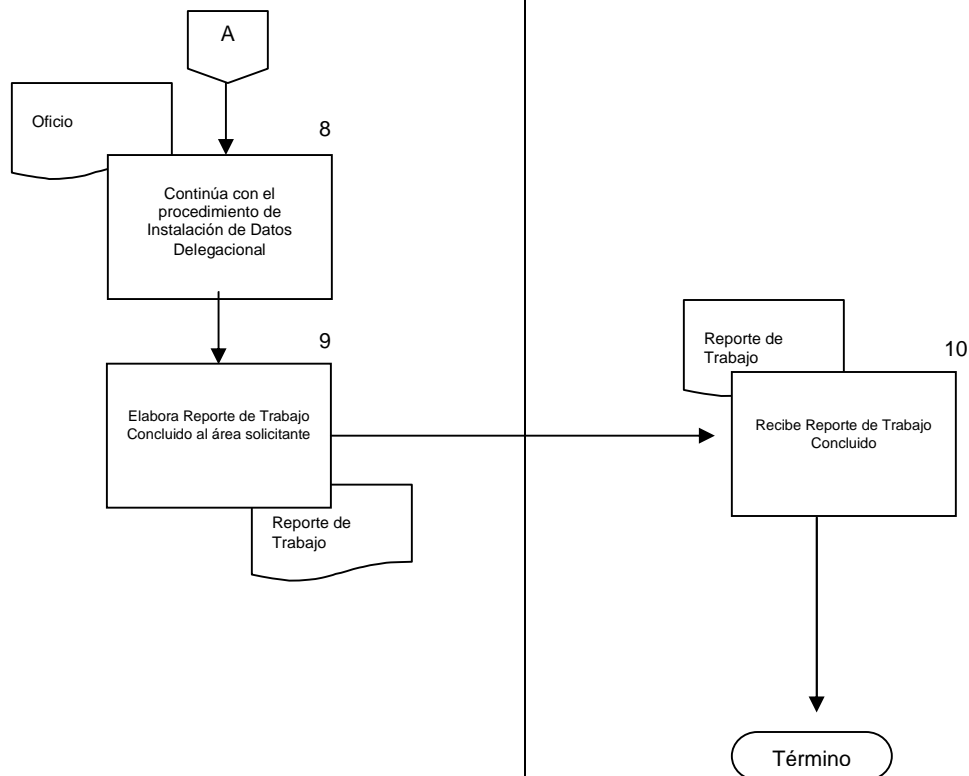 A
Oficio
8
Continúa con el
procedimiento de
Instalación de Datos
Delegacional
9
Elabora Reporte de Trabajo
Concluido al área solicitante
Reporte de
Trabajo
Reporte de
Trabajo
10
Recibe Reporte de Trabajo
Concluido
Término